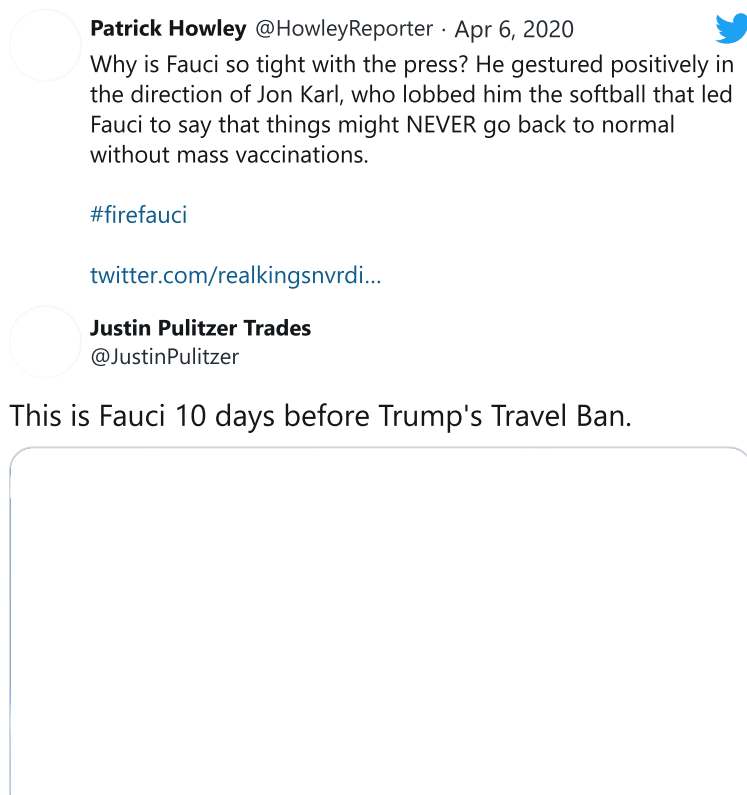 Patrick Howley @HowleyReporter · Apr 6, 2020
Why is Fauci so tight with the press? He gestured positively in
the direction of Jon Karl, who lobbed him the softball that led
Fauci to say that things might NEVER go back to normal
without mass vaccinations.
#firefauci
twitter.com/realkingsnvrdi...
Justin Pulitzer Trades
@JustinPulitzer
This is Fauci 10 days before Trump's Travel Ban.